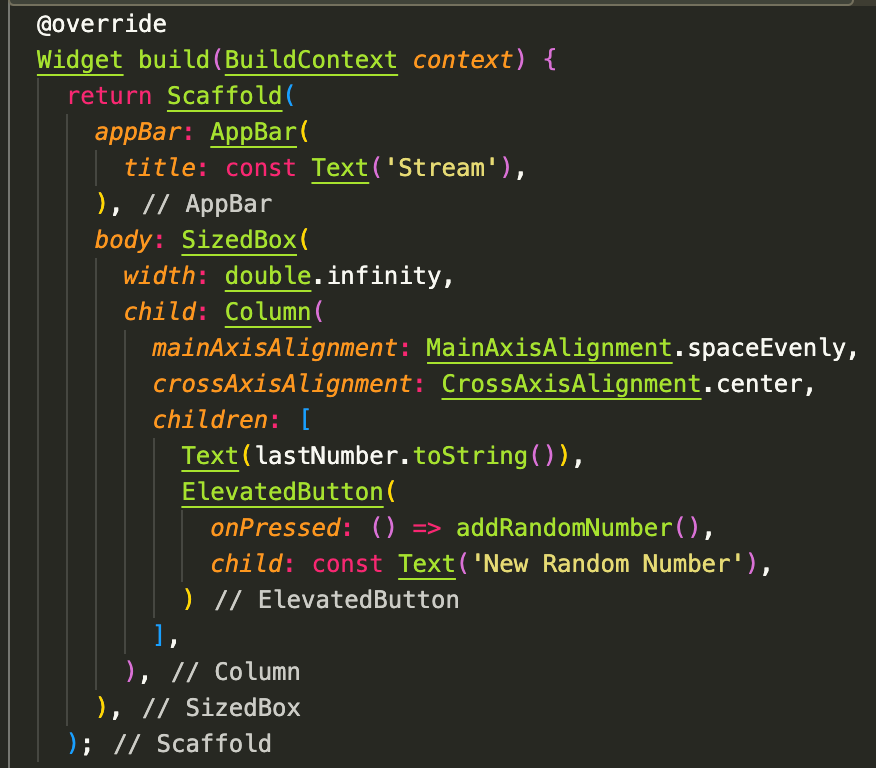 @override
Widget build(BuildContext context) {
return Scaffold(
appBar: AppBar(
title: const Text('Stream'),
), // AppBar
body: SizedBox(
width: double.infinity,
child: Column(
mainAxisAlignment: MainAxisAlignment.spaceEvenly,
crossAxisAlignment: CrossAxisAlignment.center,
children: [
Text(lastNumber.toString()),
ElevatedButton(
onPressed: () => addRandomNumber(),
child: const Text('New Random Number'),
) // ElevatedButton
],
), // Column
), // SizedBox
); // Scaffold